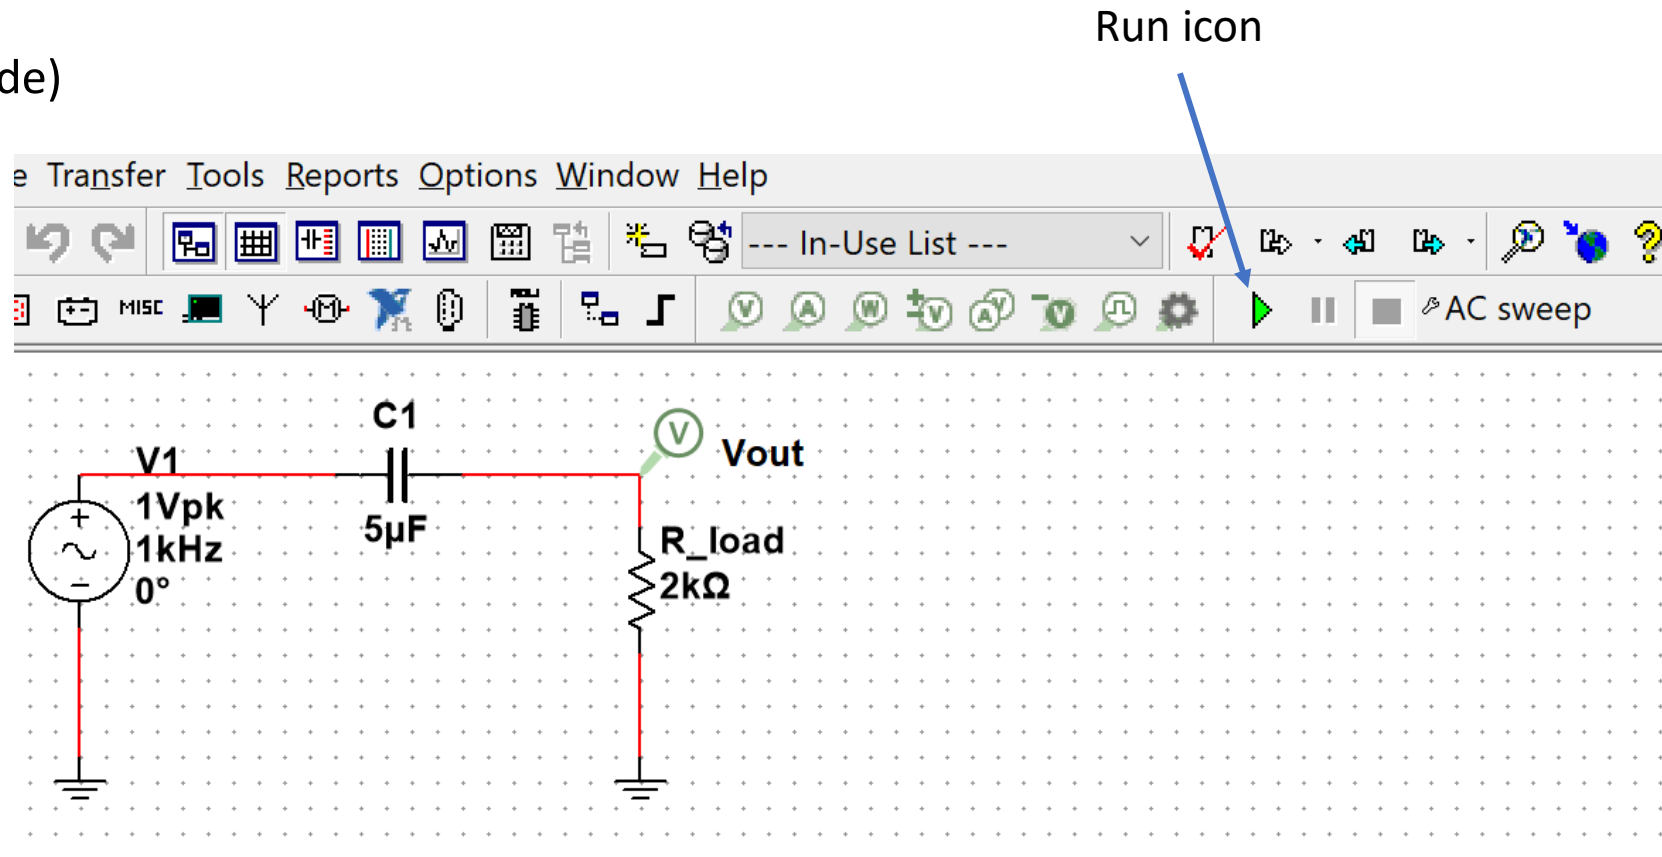 Run icon
de)
e Transfer Tools Reports Options Window Help
--- In-Use List ---
MISC
V A W V A V V AC sweep
C1
V
Vout
V1
1Vpk
1kHz
0°
5µF
R_load
2kΩ